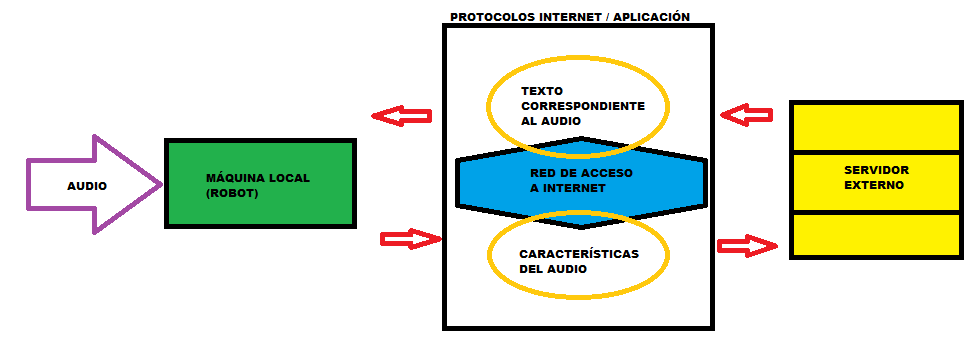 PROTOCOLOS INTERNET / APLICACIÓN
TEXTO
CORRESPONDIENTE
AL AUDIO
AUDIO
MÁQUINA LOCAL
(ROBOT)
RED DE ACCESO
A INTERNET
SERVIDOR
EXTERNO
CARACTERÍSTICAS
DEL AUDIO